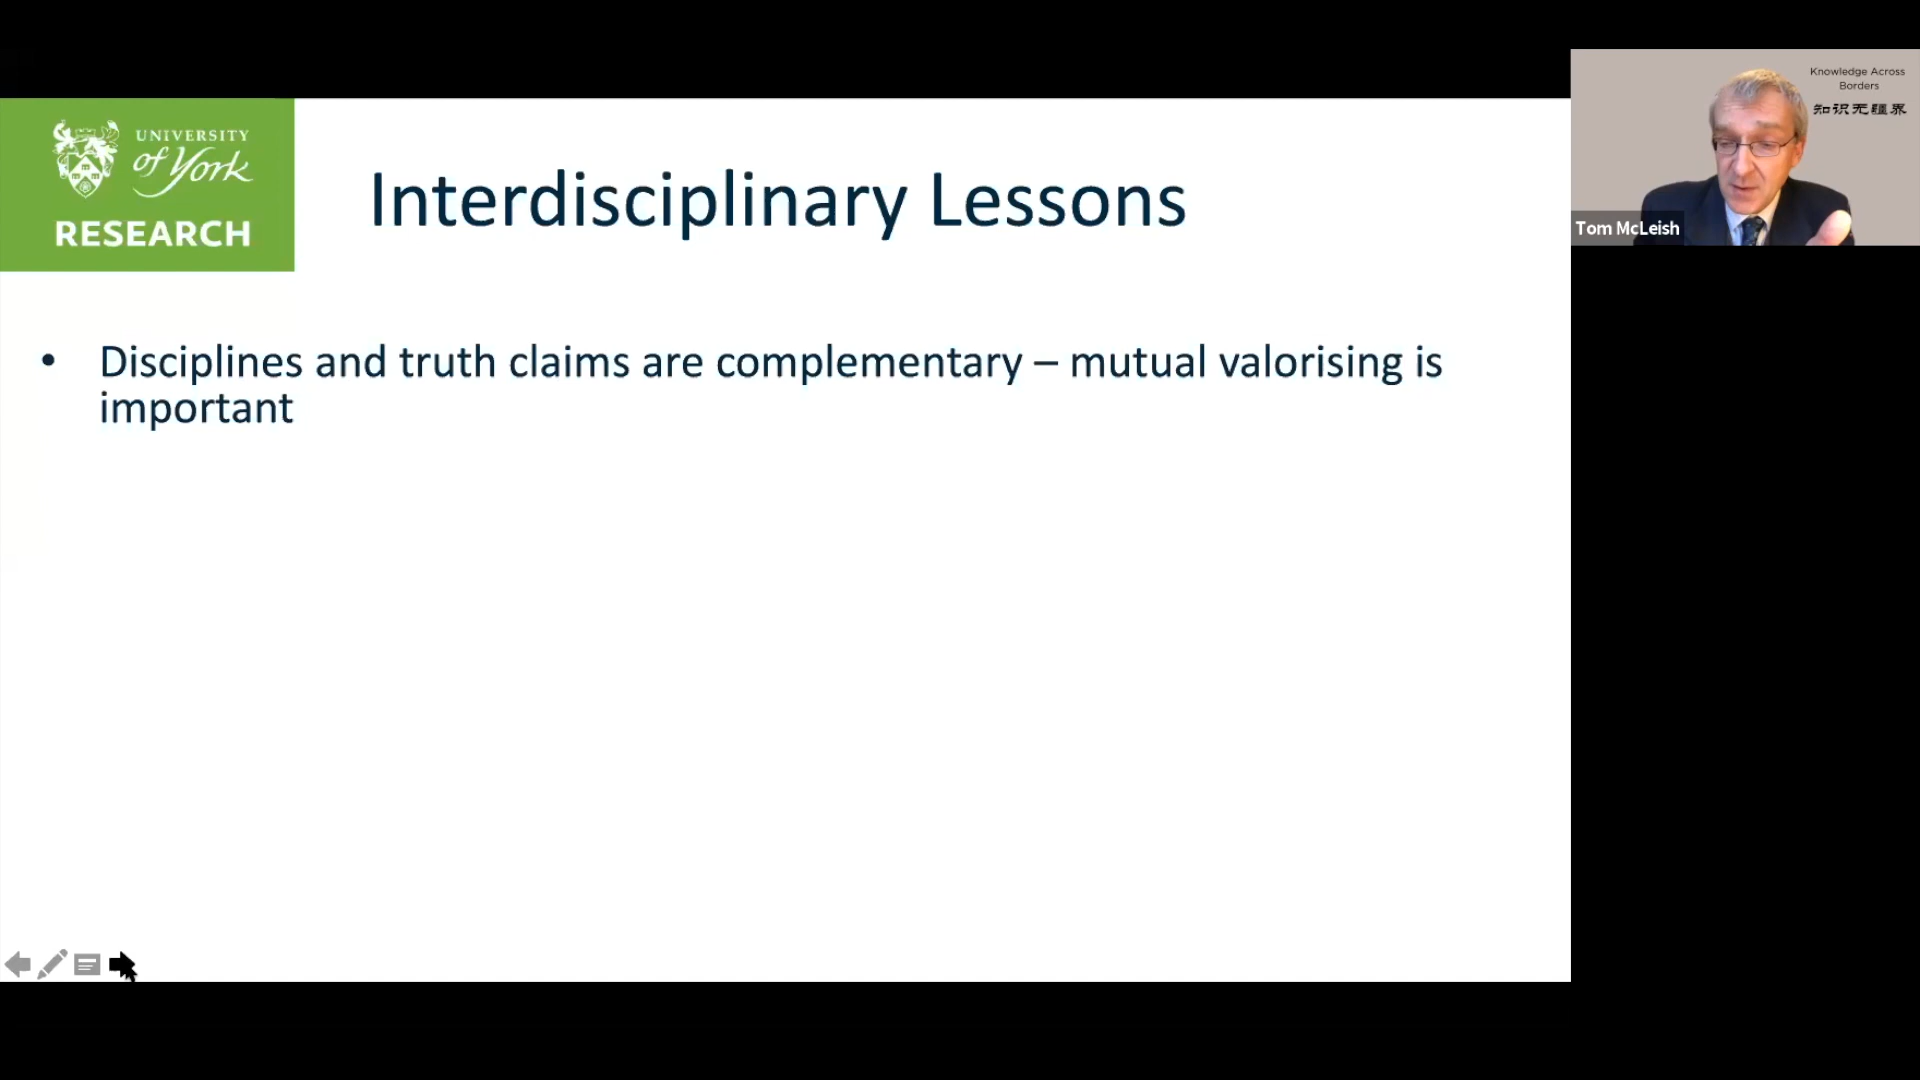 UNIVERSITY
of York
RESEARCH
Interdisciplinary Lessons
• Disciplines and truth claims are complementary – mutual valorising is
important
Knowledge Across
Borders
知识无疆界
Tom McLeish